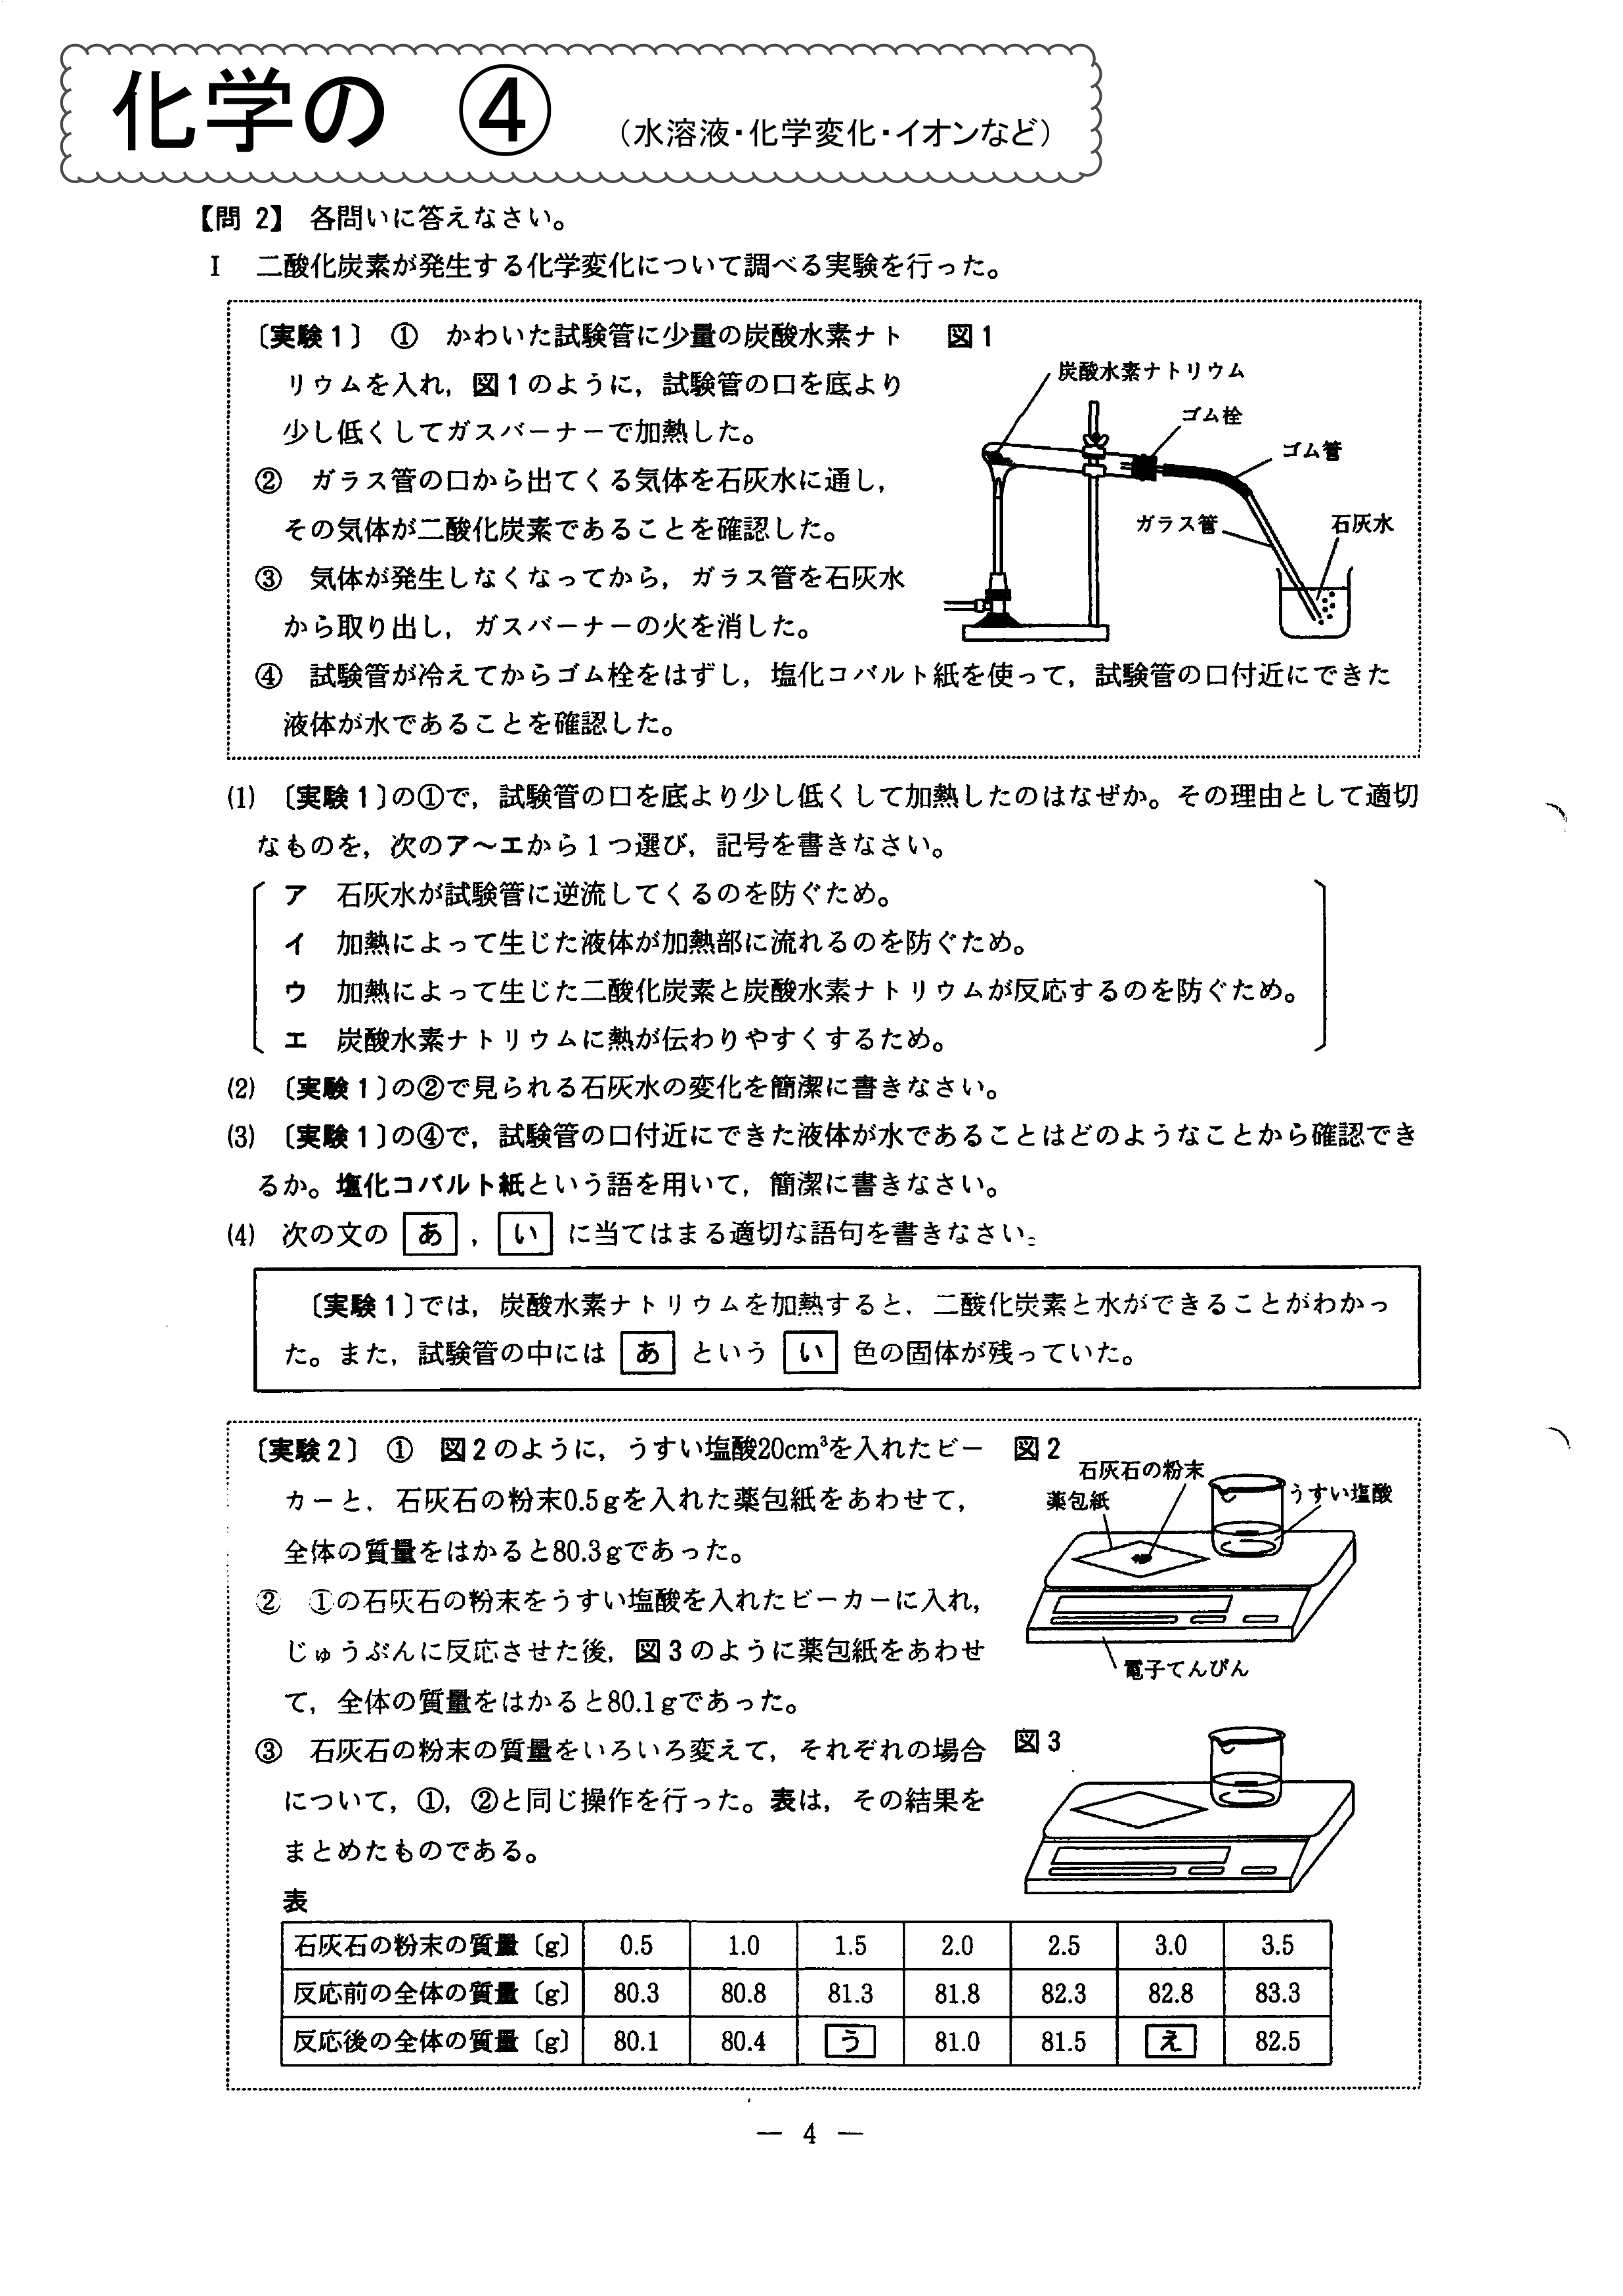 化学の ④ （水溶液・化学変化・イオンなど）
【問 2】 各問いに答えなさい。
Ⅰ 二酸化炭素が発生する化学変化について調べる実験を行った。
〔実験1〕 ① かわいた試験管に少量の炭酸水素ナト
リウムを入れ，図1のように，試験管の口を底より
少し低くしてガスバーナーで加熱した。
② ガラス管の口から出てくる気体を石灰水に通し，
その気体が二酸化炭素であることを確認した。
③ 気体が発生しなくなってから，ガラス管を石灰水
から取り出し，ガスバーナーの火を消した。
④ 試験管が冷えてからゴム栓をはずし，塩化コバルト紙を使って，試験管の口付近にできた
液体が水であることを確認した。
図1
炭酸水素ナトリウム
ゴム栓
ゴム管
ガラス管
石灰水
(1) 〔実験1〕の①で，試験管の口を底より少し低くして加熱したのはなぜか。その理由として適切
なものを，次のア〜エから1つ選び，記号を書きなさい。
ア 石灰水が試験管に逆流してくるのを防ぐため。
イ 加熱によって生じた液体が加熱部に流れるのを防ぐため。
ウ 加熱によって生じた二酸化炭素と炭酸水素ナトリウムが反応するのを防ぐため。
エ 炭酸水素ナトリウムに熱が伝わりやすくするため。
(2) 〔実験1〕の②で見られる石灰水の変化を簡潔に書きなさい。
(3) 〔実験1〕の④で，試験管の口付近にできた液体が水であることはどのようなことから確認でき
るか。塩化コバルト紙という語を用いて，簡潔に書きなさい。
(4) 次の文の あ ， い に当てはまる適切な語句を書きなさい。
〔実験1〕では，炭酸水素ナトリウムを加熱すると，二酸化炭素と水ができることがわかっ
た。また，試験管の中には あ という い 色の固体が残っていた。
〔実験2〕 ① 図2のように，うすい塩酸20cm³を入れたビー
カーと，石灰石の粉末0.5gを入れた薬包紙をあわせて，
全体の質量をはかると80.3gであった。
② ①の石灰石の粉末をうすい塩酸を入れたビーカーに入れ，
じゅうぶんに反応させた後，図3のように薬包紙をあわせ
て，全体の質量をはかると80.1gであった。
③ 石灰石の粉末の質量をいろいろ変えて，それぞれの場合
について，①，②と同じ操作を行った。表は，その結果を
まとめたものである。
図2
石灰石の粉末
薬包紙
うすい塩酸
電子てんびん
図3
表
石灰石の粉末の質量〔g〕 0.5 1.0 1.5 2.0 2.5 3.0 3.5
反応前の全体の質量〔g〕 80.3 80.8 81.3 81.8 82.3 82.8 83.3
反応後の全体の質量〔g〕 80.1 80.4 う 81.0 81.5 え 82.5
— 4 —